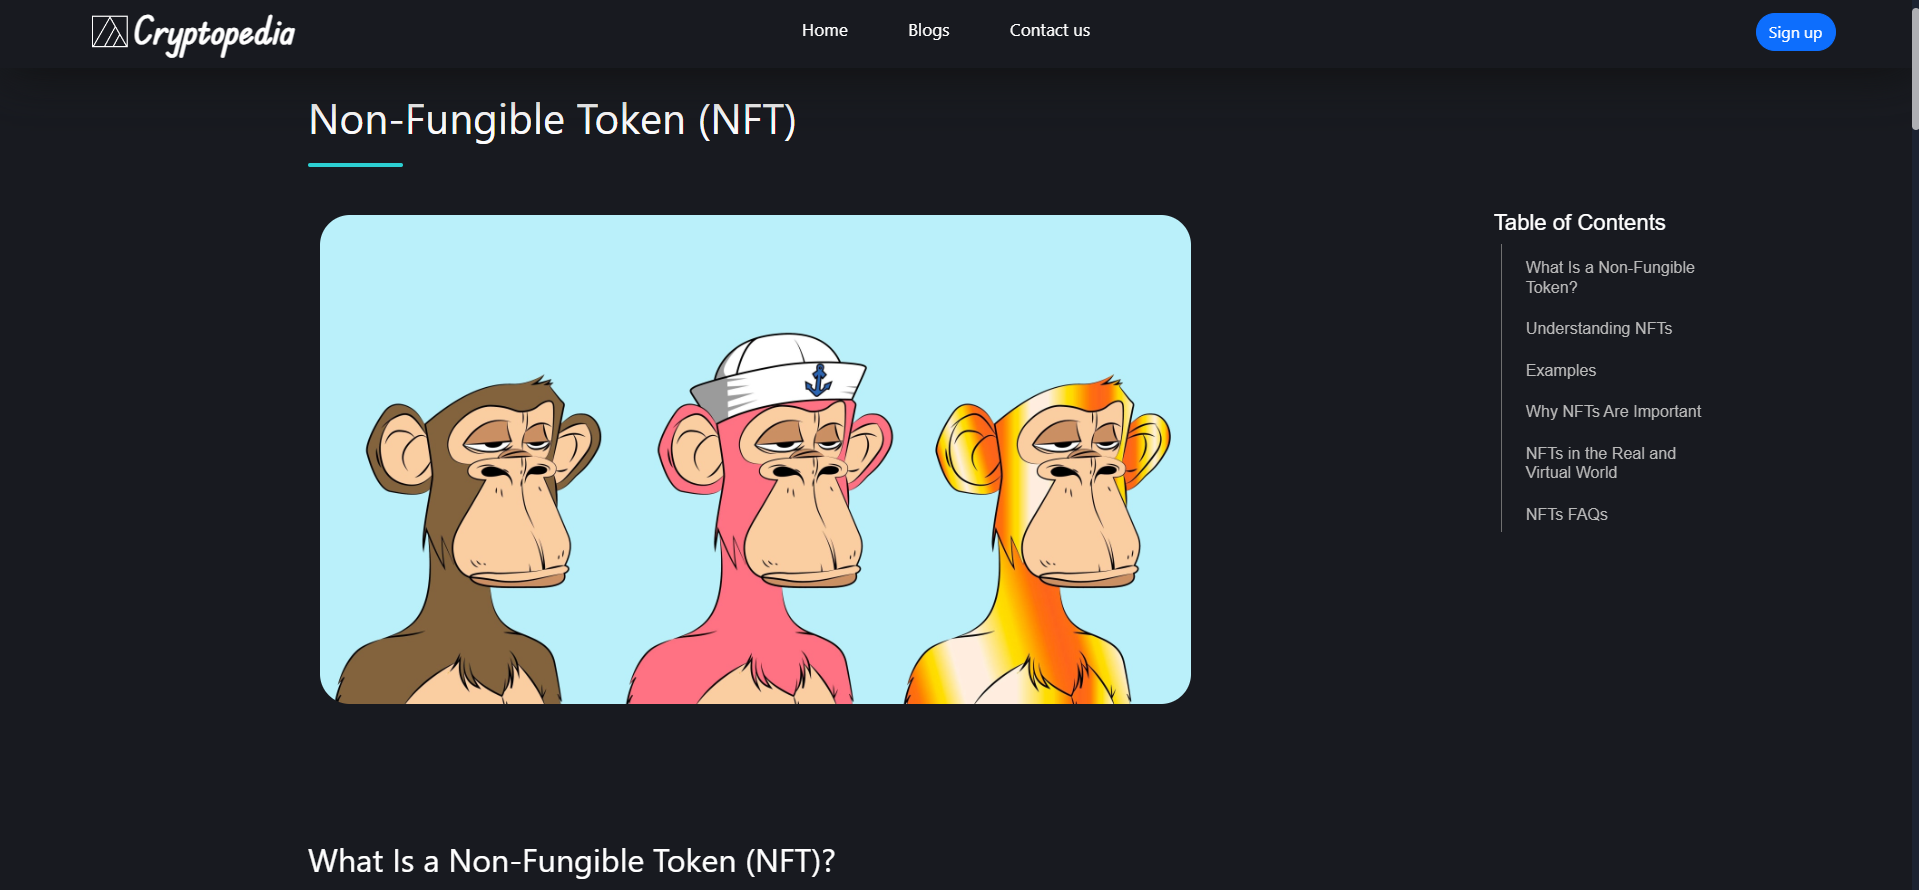 Cryptopedia
Home
Blogs
Contact us
Sign up
Non-Fungible Token (NFT)
Table of Contents
What Is a Non-Fungible
Token?
Understanding NFTs
Examples
Why NFTs Are Important
NFTs in the Real and
Virtual World
NFTs FAQs
What Is a Non-Fungible Token (NFT)?